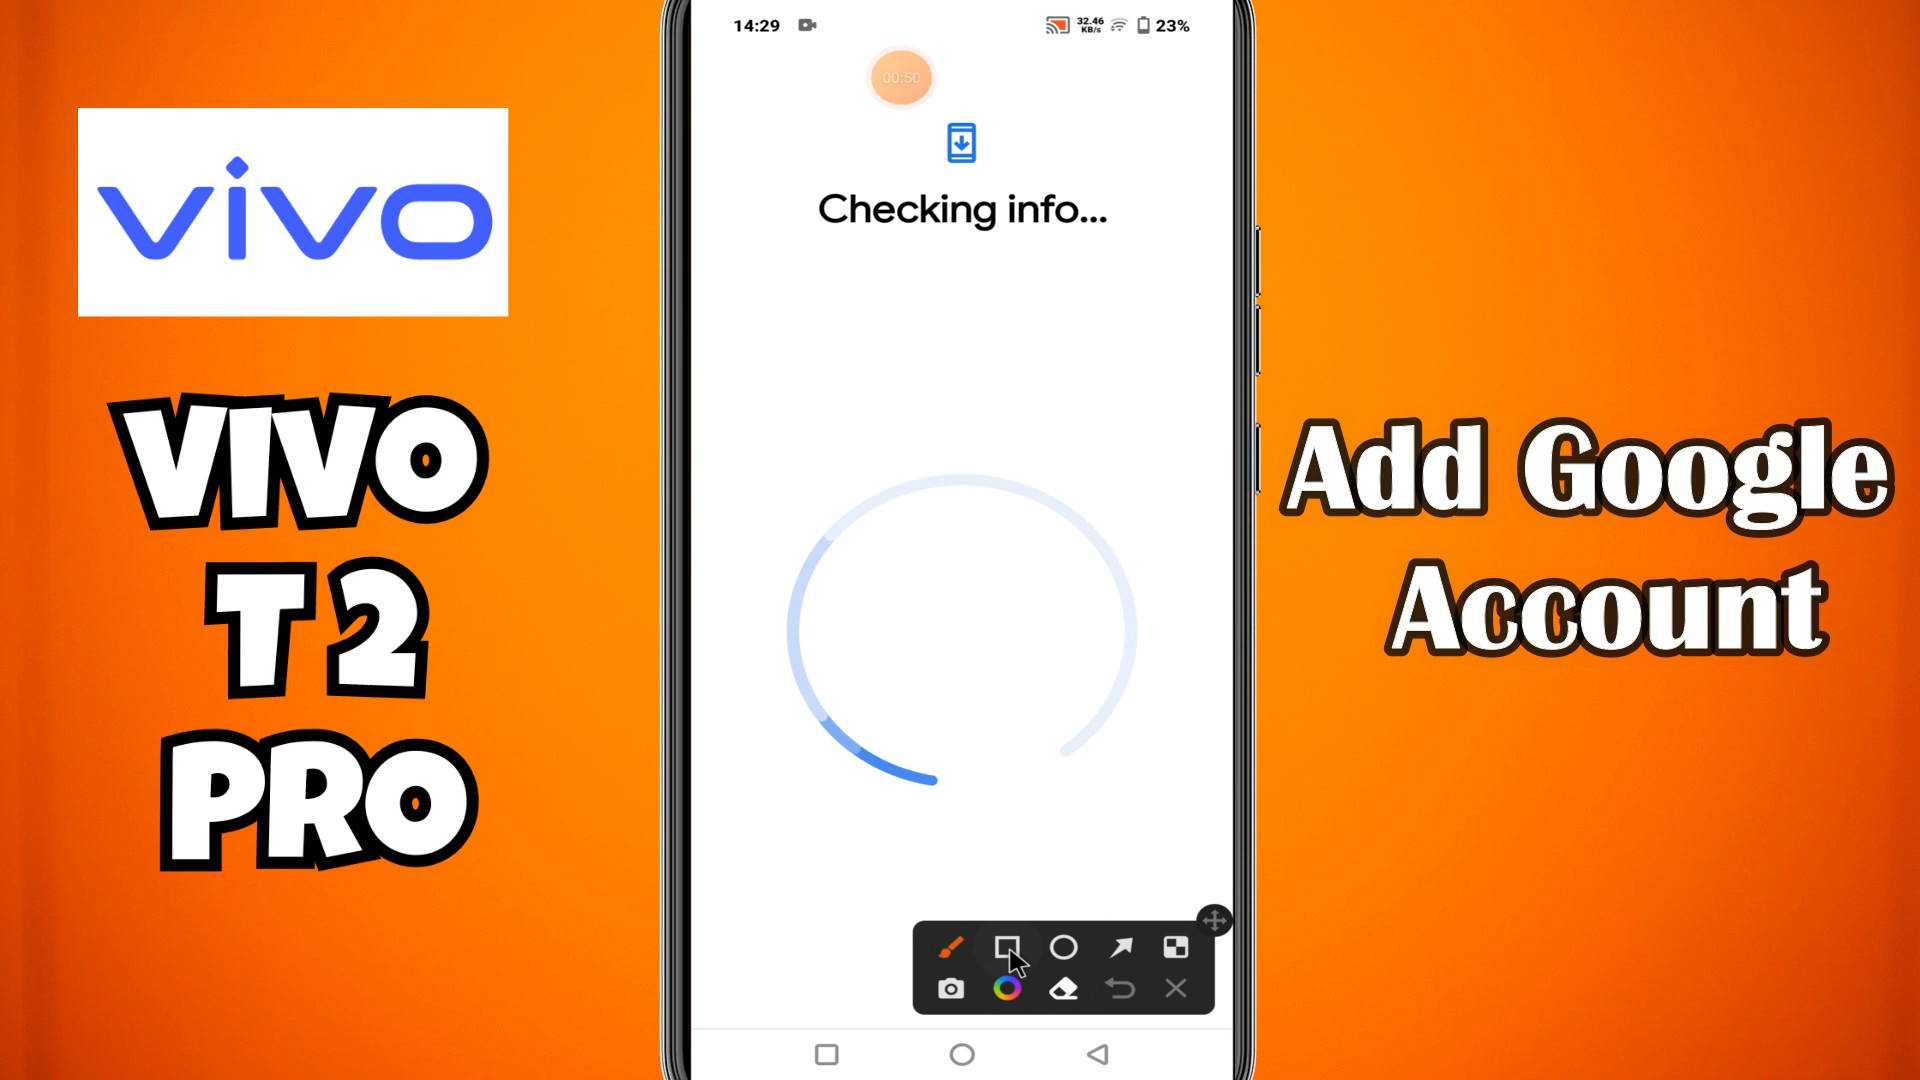 vivo
VIVO
T2
PRO
14:29
32.46
KB/s
23%
00:50
Checking info...
Add Google
Account